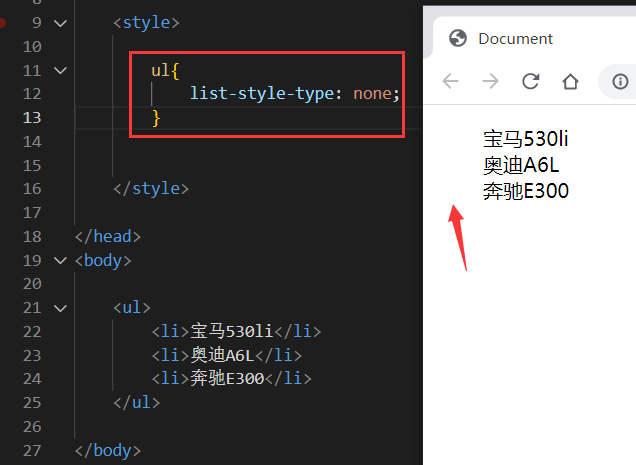 8
9 <style>
10
11 ul{
12 list-style-type: none;
13 }
14
15
16 </style>
17
18 </head>
19 <body>
20
21 <ul>
22 <li>宝马530li</li>
23 <li>奥迪A6L</li>
24 <li>奔驰E300</li>
25 </ul>
26
27 </body>
Document
宝马530li
奥迪A6L
奔驰E300